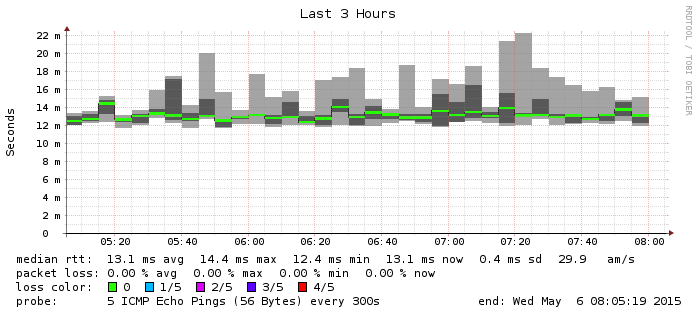 Last 3 Hours
RRDTOOL / TOBI OETIKER
Seconds
22 m
20 m
18 m
16 m
14 m
12 m
10 m
8 m
6 m
4 m
2 m
0
05:20 05:40 06:00 06:20 06:40 07:00 07:20 07:40 08:00
median rtt: 13.1 ms avg 14.4 ms max 12.4 ms min 13.1 ms now 0.4 ms sd 29.9 am/s
packet loss: 0.00 % avg 0.00 % max 0.00 % min 0.00 % now
loss color: 0 1/5 2/5 3/5 4/5
probe: 5 ICMP Echo Pings (56 Bytes) every 300s end: Wed May 6 08:05:19 2015